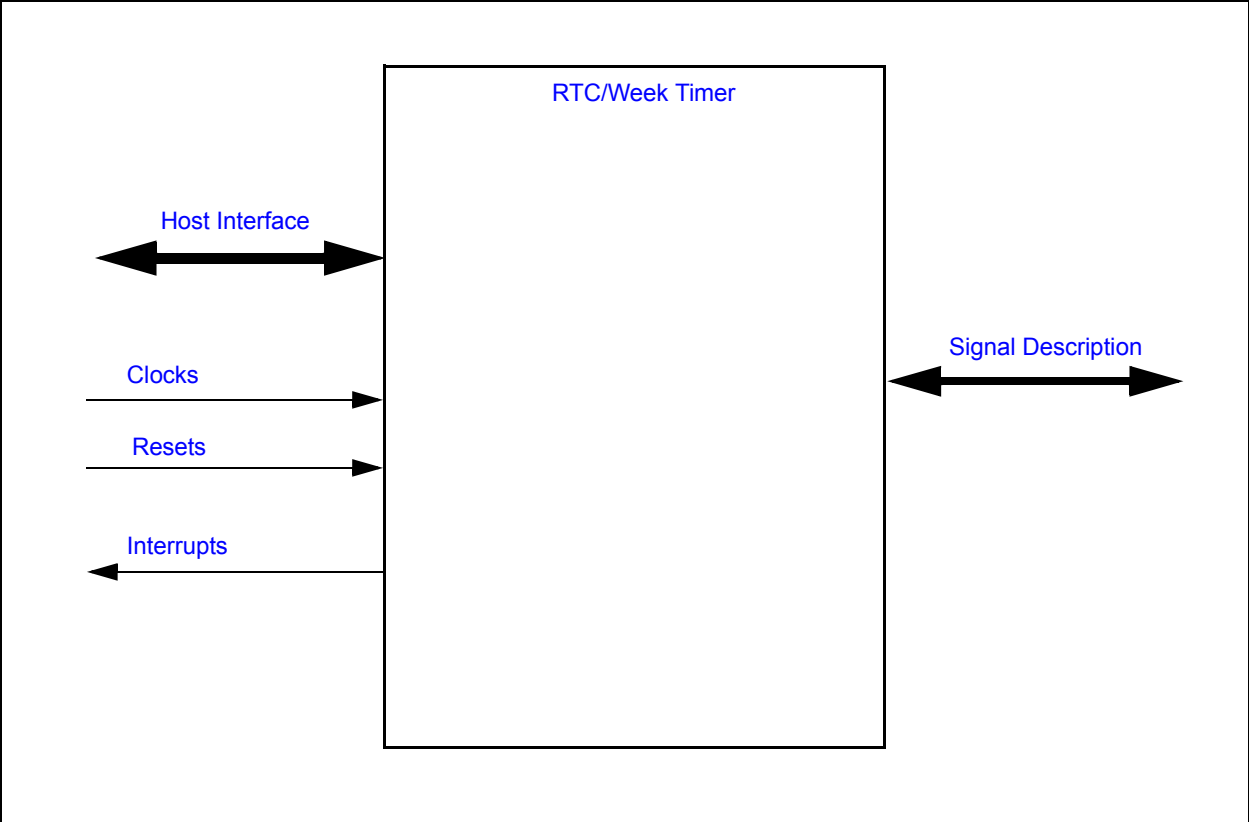 RTC/Week Timer
Host Interface
Signal Description
Clocks
Resets
Interrupts